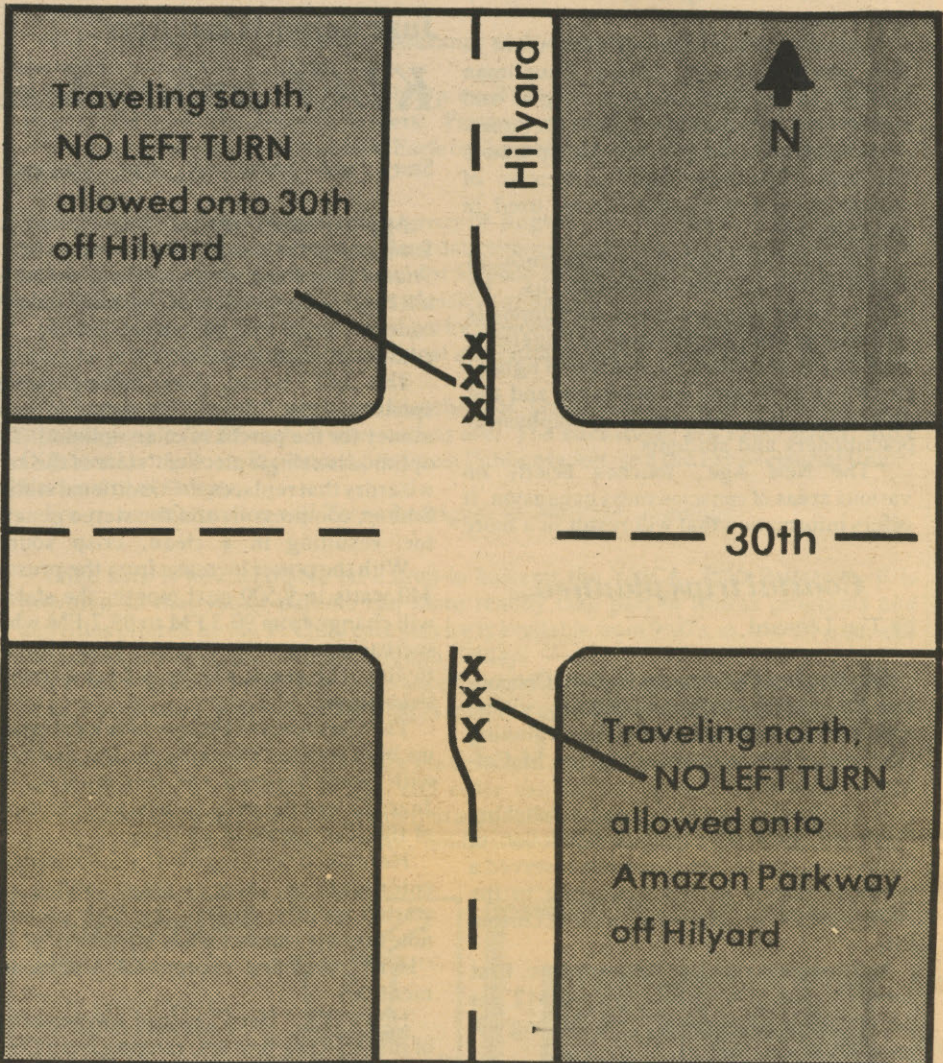 Traveling south,
NO LEFT TURN
allowed onto 30th
off Hilyard
Hilyard
N
X
X
X
30th
X
X
X
Traveling north,
NO LEFT TURN
allowed onto
Amazon Parkway
off Hilyard